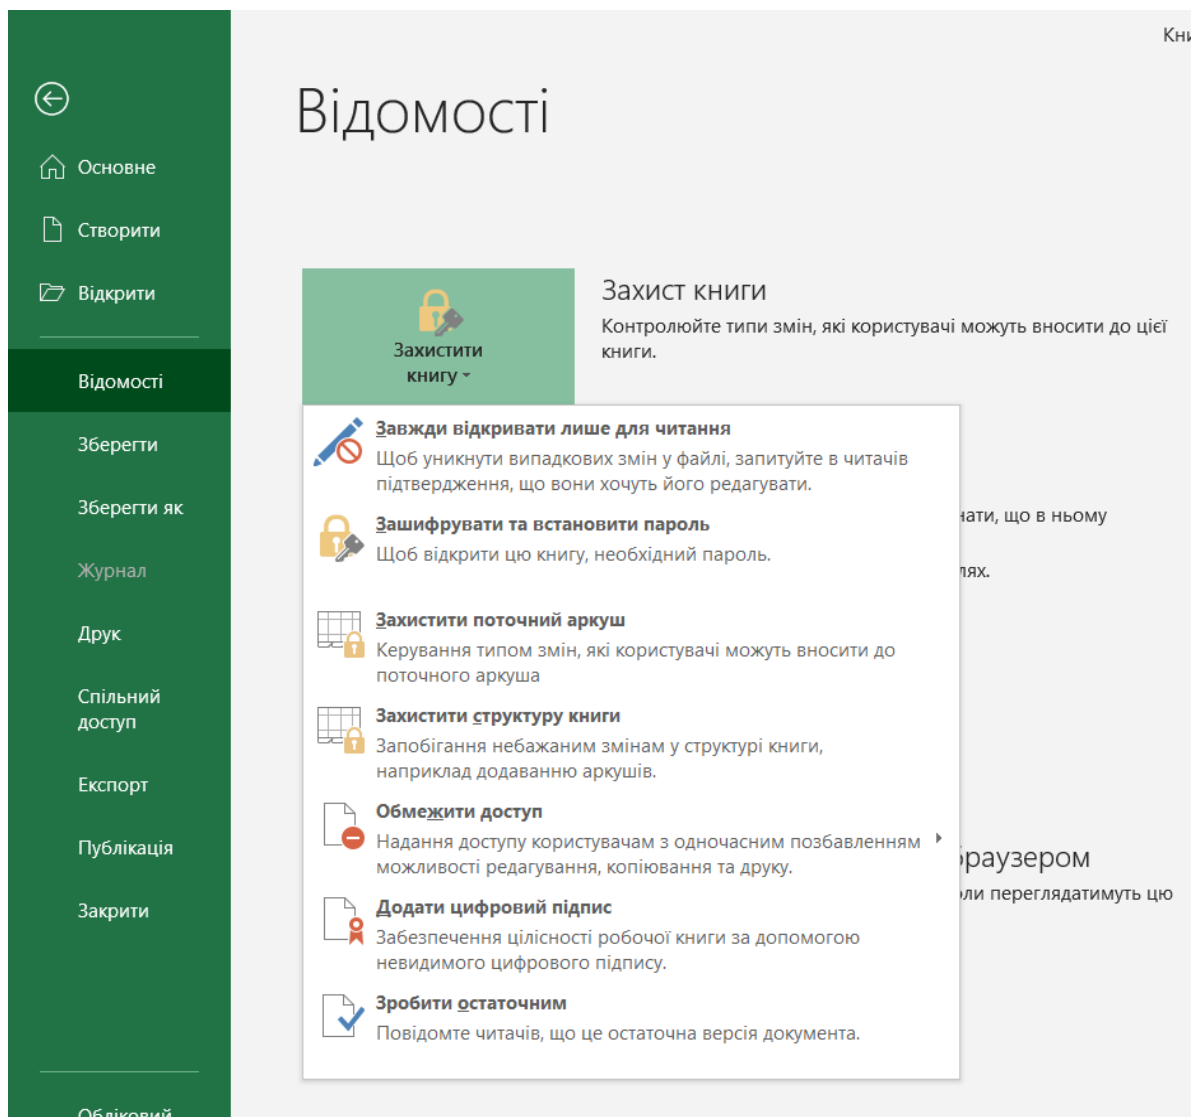 Відомості
Основне
Створити
Відкрити
Відомості
Зберегти
Зберегти як
Журнал
Друк
Спільний
доступ
Експорт
Публікація
Закрити
Захистити
книгу
Захист книги
Контролюйте типи змін, які користувачі можуть вносити до цієї
книги.
Завжди відкривати лише для читання
Щоб уникнути випадкових змін у файлі, запитуйте в читачів
підтвердження, що вони хочуть його редагувати.
Зашифрувати та встановити пароль
Щоб відкрити цю книгу, необхідний пароль.
Захистити поточний аркуш
Керування типом змін, які користувачі можуть вносити до
поточного аркуша
Захистити структуру книги
Запобігання небажаним змінам у структурі книги,
наприклад додаванню аркушів.
Обмежити доступ
Надання доступу користувачам з одночасним позбавленням
можливості редагування, копіювання та друку.
Додати цифровий підпис
Забезпечення цілісності робочої книги за допомогою
невидимого цифрового підпису.
Зробити остаточним
Повідомте читачів, що це остаточна версія документа.
що в ньому
переглядатимуть цю